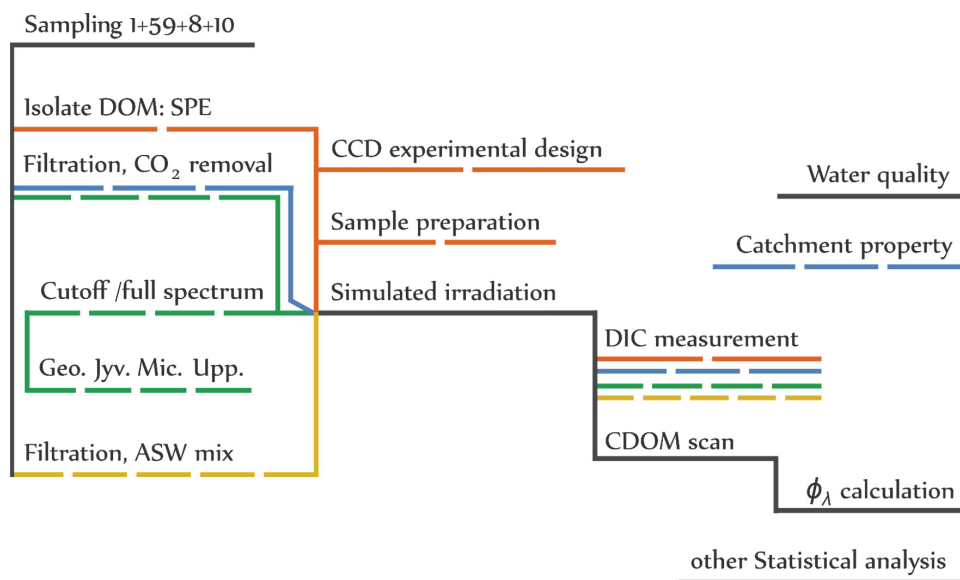 Sampling 1+59+8+10
Isolate DOM: SPE
Filtration, CO₂ removal
CCD experimental design
Water quality
Sample preparation
Catchment property
Cutoff /full spectrum
Simulated irradiation
DIC measurement
Geo. Jyv. Mic. Upp.
Filtration, ASW mix
CDOM scan
ϕλ calculation
other Statistical analysis